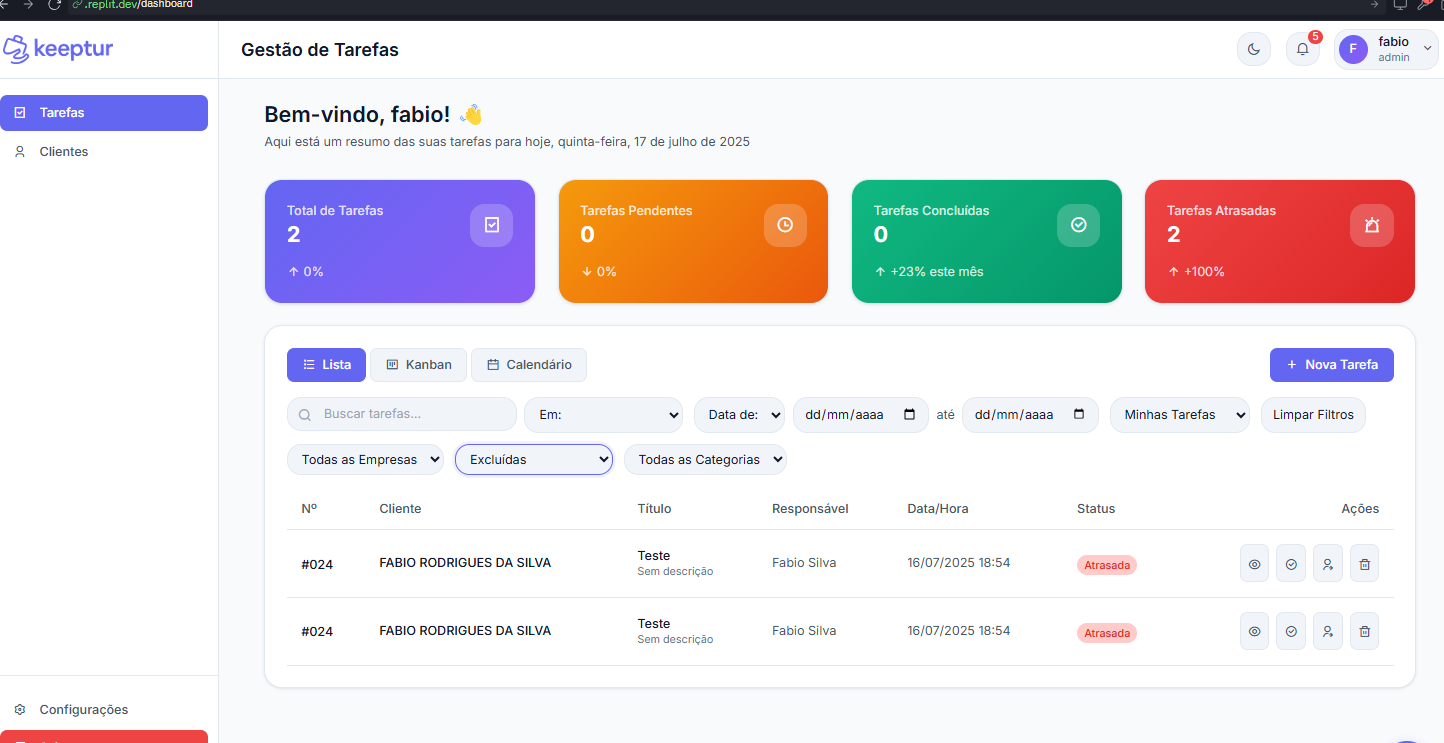 .replit.dev/dashboard
keeptur
Gestão de Tarefas
5
F
fabio
admin
Tarefas
Clientes
Bem-vindo, fabio! 👋
Aqui está um resumo das suas tarefas para hoje, quinta-feira, 17 de julho de 2025
Total de Tarefas
2
↑ 0%
Tarefas Pendentes
0
↓ 0%
Tarefas Concluídas
0
↑ +23% este mês
Tarefas Atrasadas
2
↑ +100%
Lista Kanban Calendário
+ Nova Tarefa
Buscar tarefas... Em: Data de: dd/mm/aaaa até dd/mm/aaaa Minhas Tarefas Limpar Filtros
Todas as Empresas Excluídas Todas as Categorias
Nº Cliente Título Responsável Data/Hora Status Ações
#024 FABIO RODRIGUES DA SILVA Teste Fabio Silva 16/07/2025 18:54 Atrasada
Sem descrição
#024 FABIO RODRIGUES DA SILVA Teste Fabio Silva 16/07/2025 18:54 Atrasada
Sem descrição
Configurações